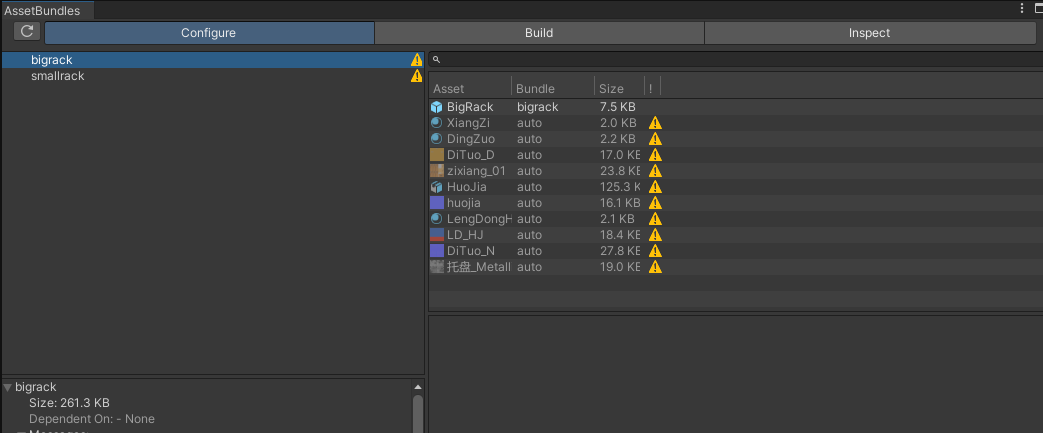 AssetBundles
Configure Build Inspect
bigrack
smallrack
Asset Bundle Size !
BigRack bigrack 7.5 KB
XiangZi auto 2.0 KB
DingZuo auto 2.2 KB
DiTuo_D auto 17.0 KE
zixiang_01 auto 23.8 KE
HuoJia auto 125.3 K
huojia auto 16.1 KB
LengDongH auto 2.1 KB
LD_HJ auto 18.4 KE
DiTuo_N auto 27.8 KE
托盘_Metall auto 19.0 KE
bigrack
Size: 261.3 KB
Dependent On: - None
Messages: